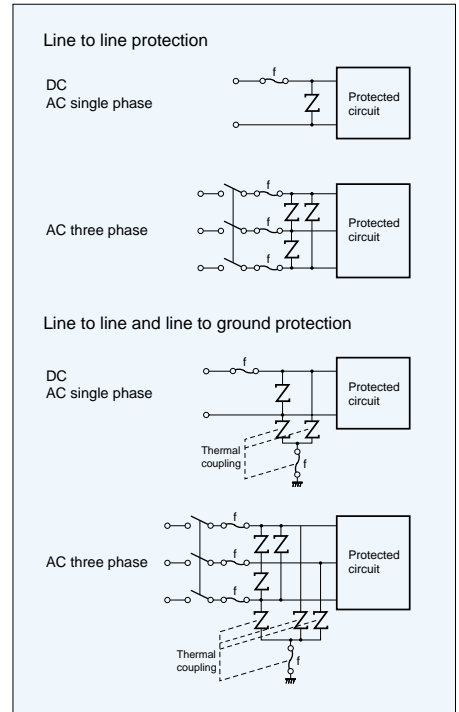 Line to line protection
f
DC
AC single phase
Protected
circuit
f
AC three phase
f
f
Protected
circuit
Line to line and line to ground protection
f
DC
AC single phase
Protected
circuit
Thermal
coupling
f
f
AC three phase
f
f
Protected
circuit
Thermal
coupling
f